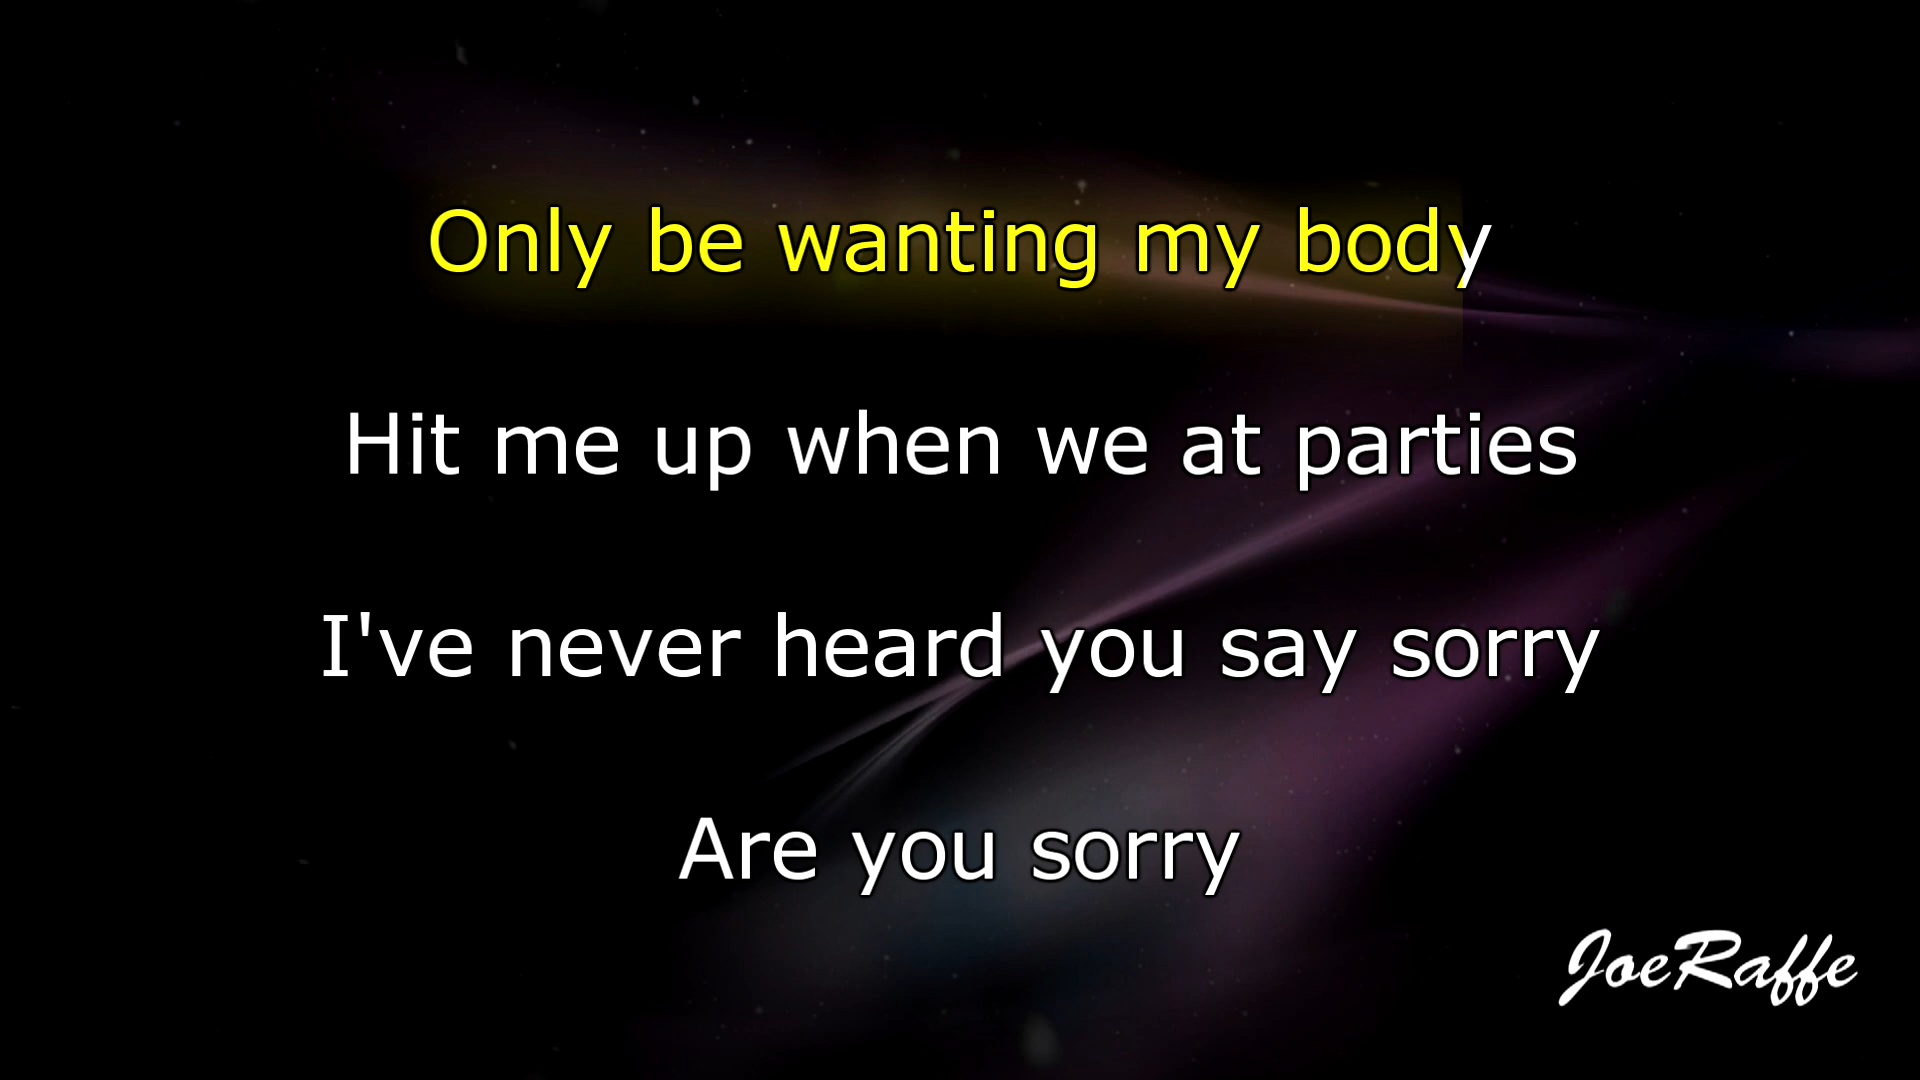 Only be wanting my body
Hit me up when we at parties
I've never heard you say sorry
Are you sorry
JoeRaffe